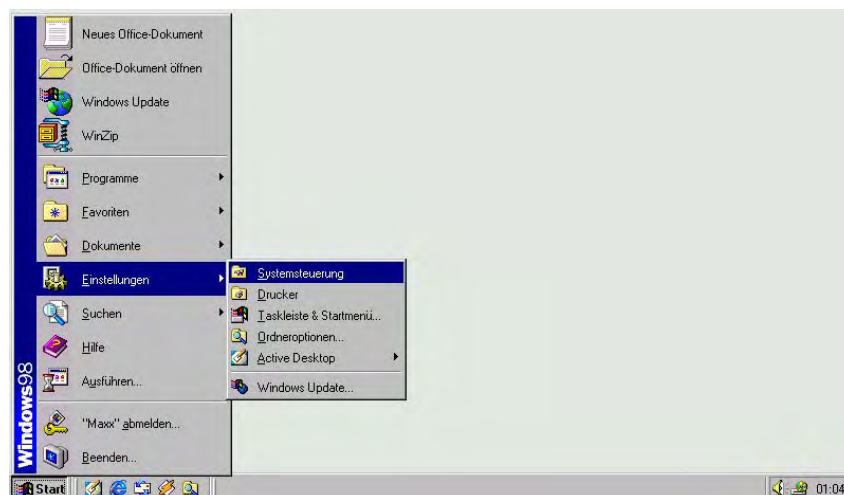 Neues Office-Dokument
Office-Dokument öffnen
Windows Update
WinZip
Programme
Favoriten
Dokumente
Einstellungen
Suchen
Hilfe
Ausführen...
"Maxx" abmelden...
Beenden...
Windows98
Systemsteuerung
Drucker
Taskleiste & Startmenü...
Ordneroptionen...
Active Desktop
Windows Update...
Start
01:04